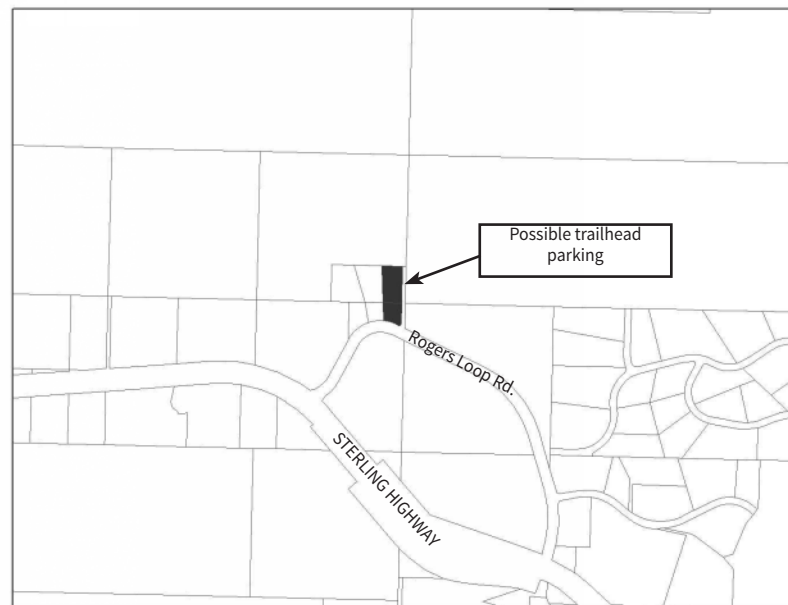 Possible trailhead
parking
Rogers Loop Rd.
STERLING HIGHWAY